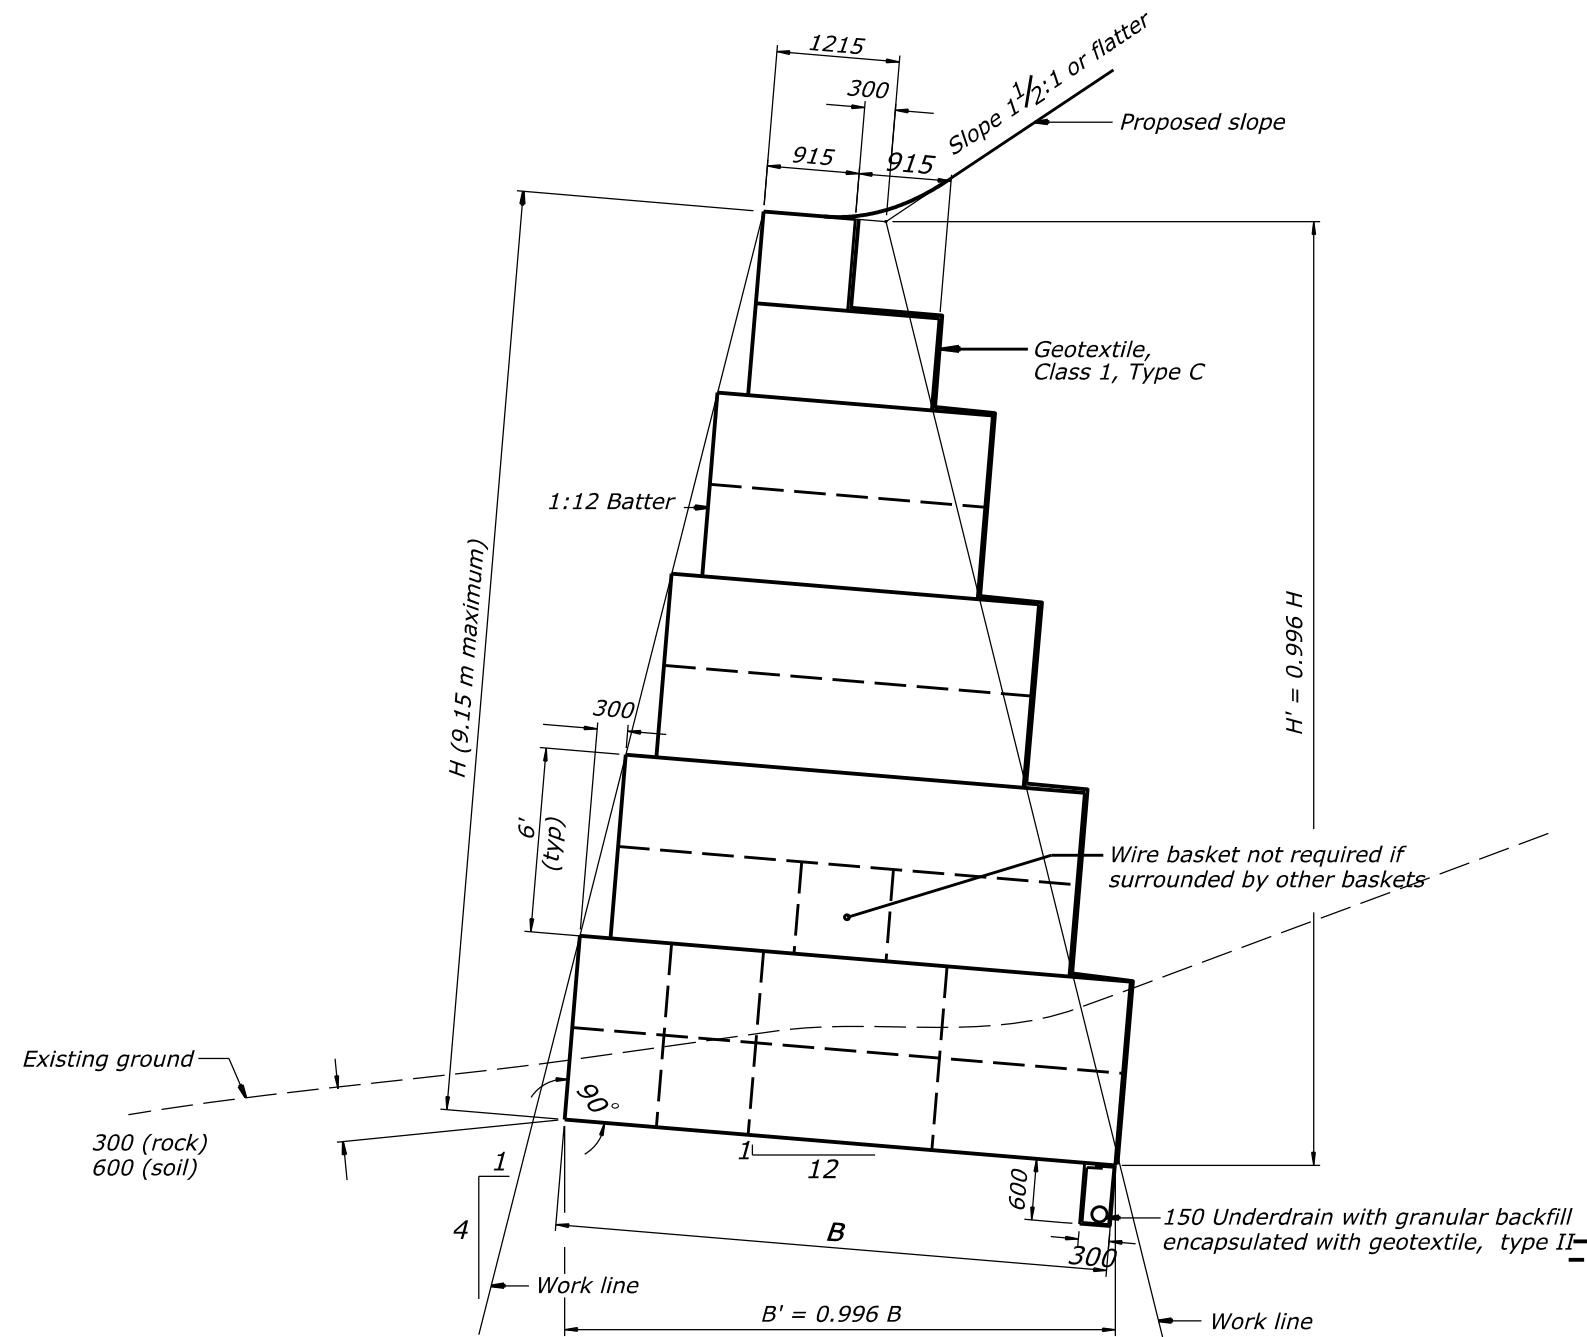 1215
300
915
915
Slope 1 1/2:1 or flatter
Proposed slope
Geotextile,
Class 1, Type C
1:12 Batter
H (9.15 m maximum)
H' = 0.996 H
300
6'
(typ)
Wire basket not required if
surrounded by other baskets
Existing ground
300 (rock)
600 (soil)
90°
1
12
1
4
600
B
300
150 Underdrain with granular backfill
encapsulated with geotextile, type II
Work line
B' = 0.996 B
Work line